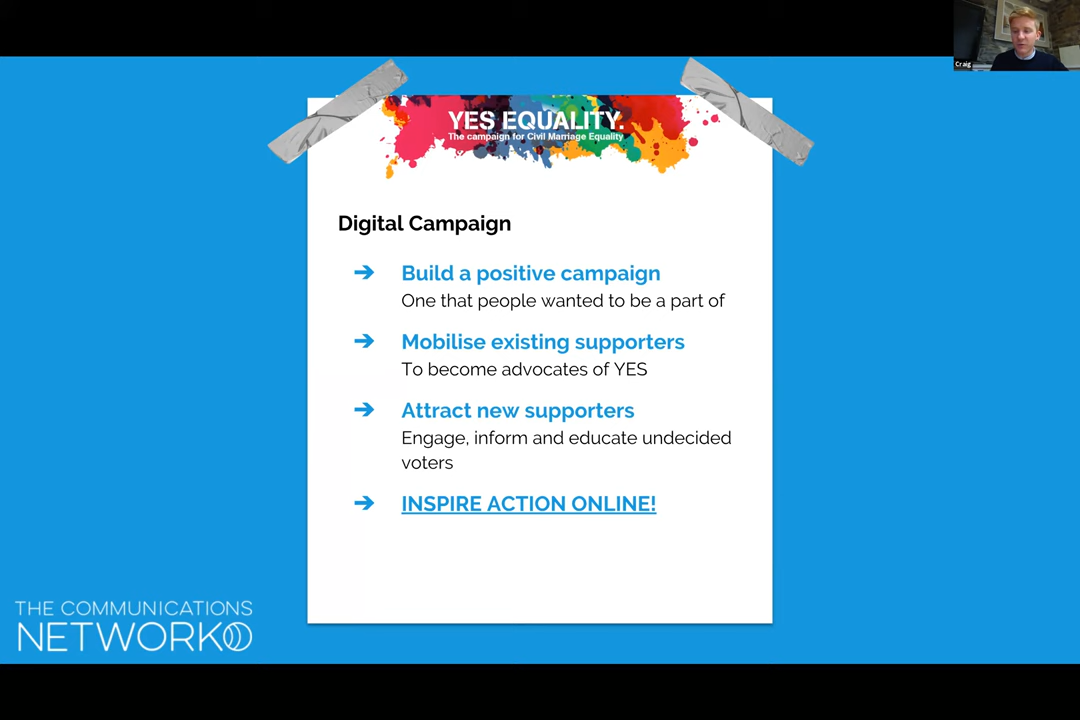 Craig
YES EQUALITY.
The campaign for Civil Marriage Equality
Digital Campaign
➔ Build a positive campaign
One that people wanted to be a part of
➔ Mobilise existing supporters
To become advocates of YES
➔ Attract new supporters
Engage, inform and educate undecided
voters
➔ INSPIRE ACTION ONLINE!
THE COMMUNICATIONS
NETWORK